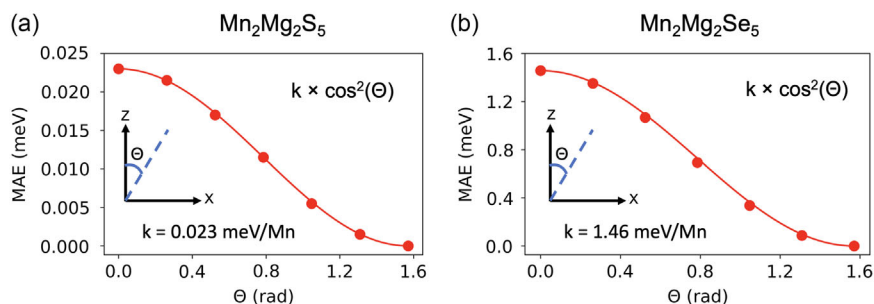 (a) Mn₂Mg₂S₅
MAE (meV)
0.025
0.020
0.015
0.010
0.005
0.000
k × cos²(Θ)
Z
Θ
X
k = 0.023 meV/Mn
0.0 0.4 0.8 1.2 1.6
Θ (rad)
(b) Mn₂Mg₂Se₅
MAE (meV)
1.6
1.2
0.8
0.4
0.0
k × cos²(Θ)
Z
Θ
X
k = 1.46 meV/Mn
0.0 0.4 0.8 1.2 1.6
Θ (rad)